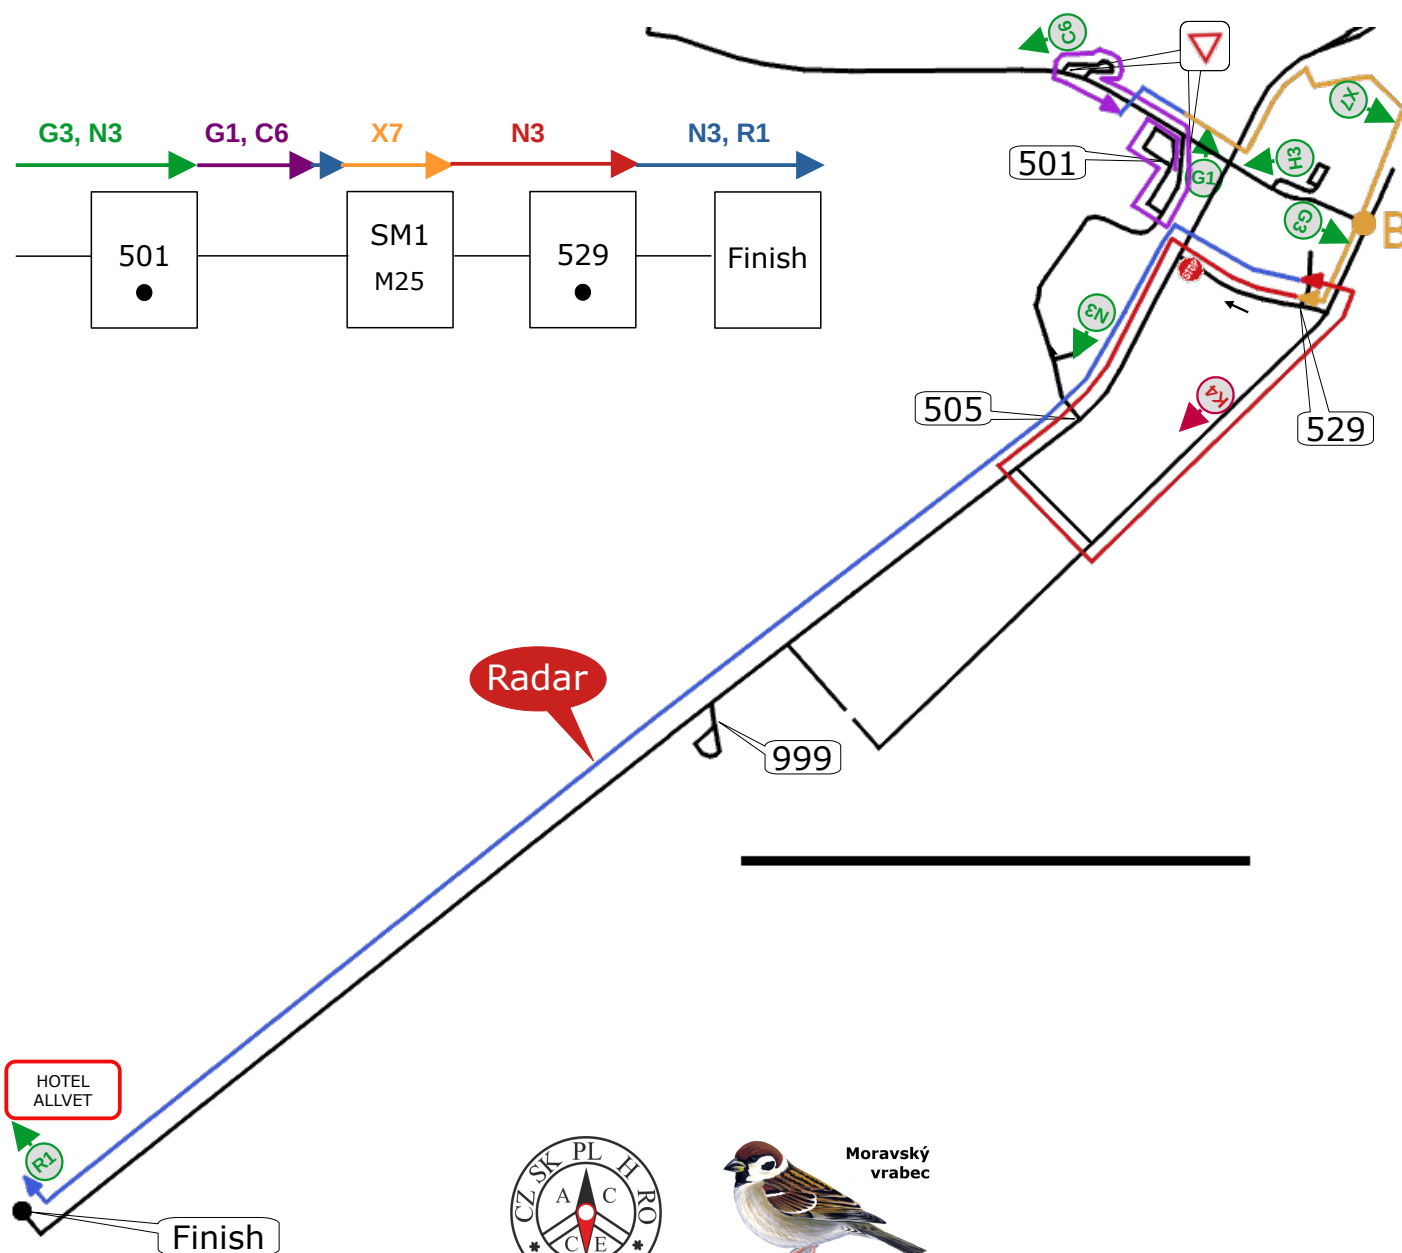 C6
G3, N3
G1, C6
X7
N3
N3, R1
X7
501
H3
G1
501
SM1
M25
529
Finish
G3
B
STOP
N3
K4
505
529
Radar
999
HOTEL
ALLVET
R1
CZ SK PL H RO
A C
C E
Moravský
vrabec
Finish